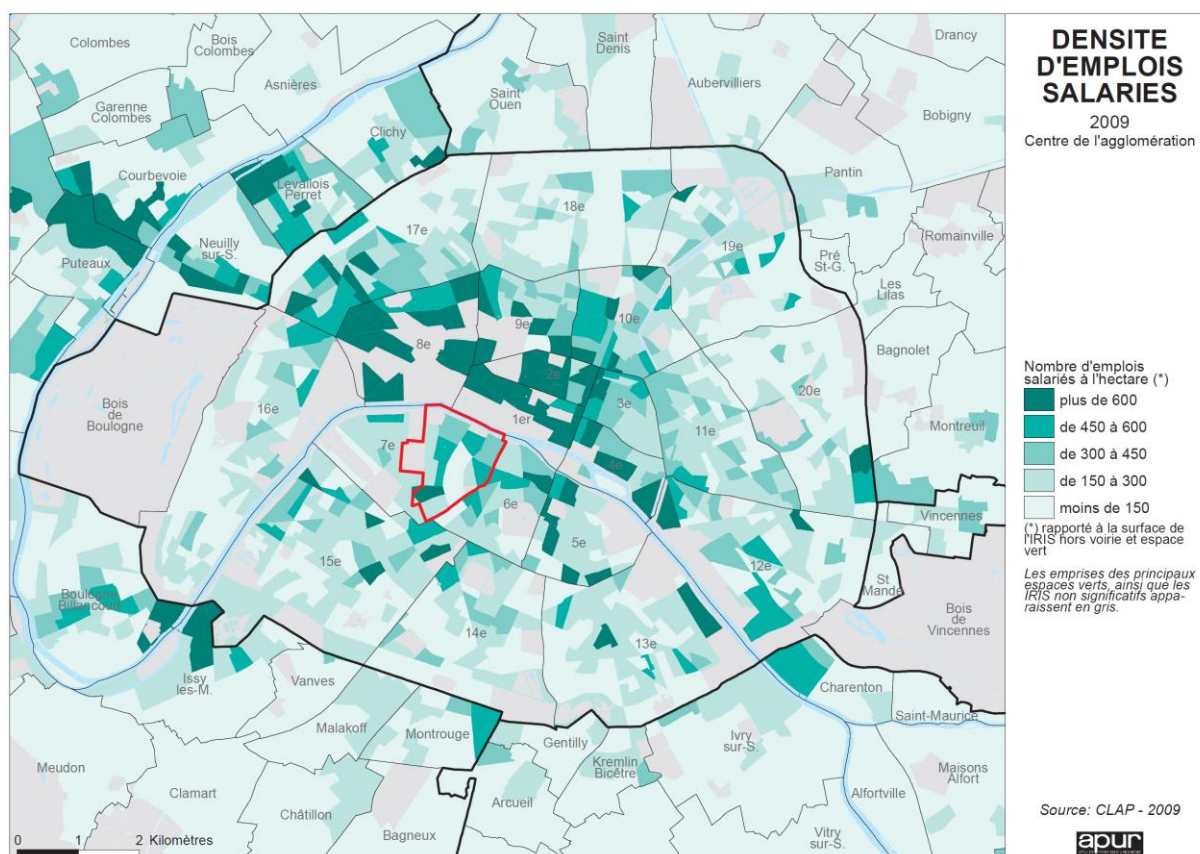 DENSITE
D'EMPLOIS
SALARIES
2009
Centre de l'agglomération
Colombes
Bois
Colombes
Asnières
Garenne
Colombes
Courbevoie
Clichy
Levallois
Perret
Neuilly
sur-S.
Puteaux
Saint
Denis
Saint
Ouen
Aubervilliers
Drancy
Bobigny
Pantin
Romainville
Pré
St-G.
Les
Lilas
Bagnolet
Montreuil
Vincennes
St
Mandé
Bois
de
Vincennes
Bois
de
Boulogne
17e
18e
19e
9e
10e
8e
2e
3e
1er
16e
7e
11e
20e
4e
6e
5e
12e
15e
14e
13e
Boulogne
Billancourt
Issy
les-M.
Vanves
Malakoff
Montrouge
Gentilly
Kremlin
Bicêtre
Ivry
sur-S.
Charenton
Saint-Maurice
Maisons
Alfort
Alfortville
Meudon
Clamart
Châtillon
Bagneux
Arcueil
Vitry
sur-S.
Nombre d'emplois
salariés à l'hectare (*)
plus de 600
de 450 à 600
de 300 à 450
de 150 à 300
moins de 150
(*) rapporté à la surface de
l'IRIS hors voirie et espace
vert
Les emprises des principaux
espaces verts, ainsi que les
IRIS non significatifs appa-
raissent en gris.
0 1 2 Kilomètres
Source: CLAP - 2009
apur